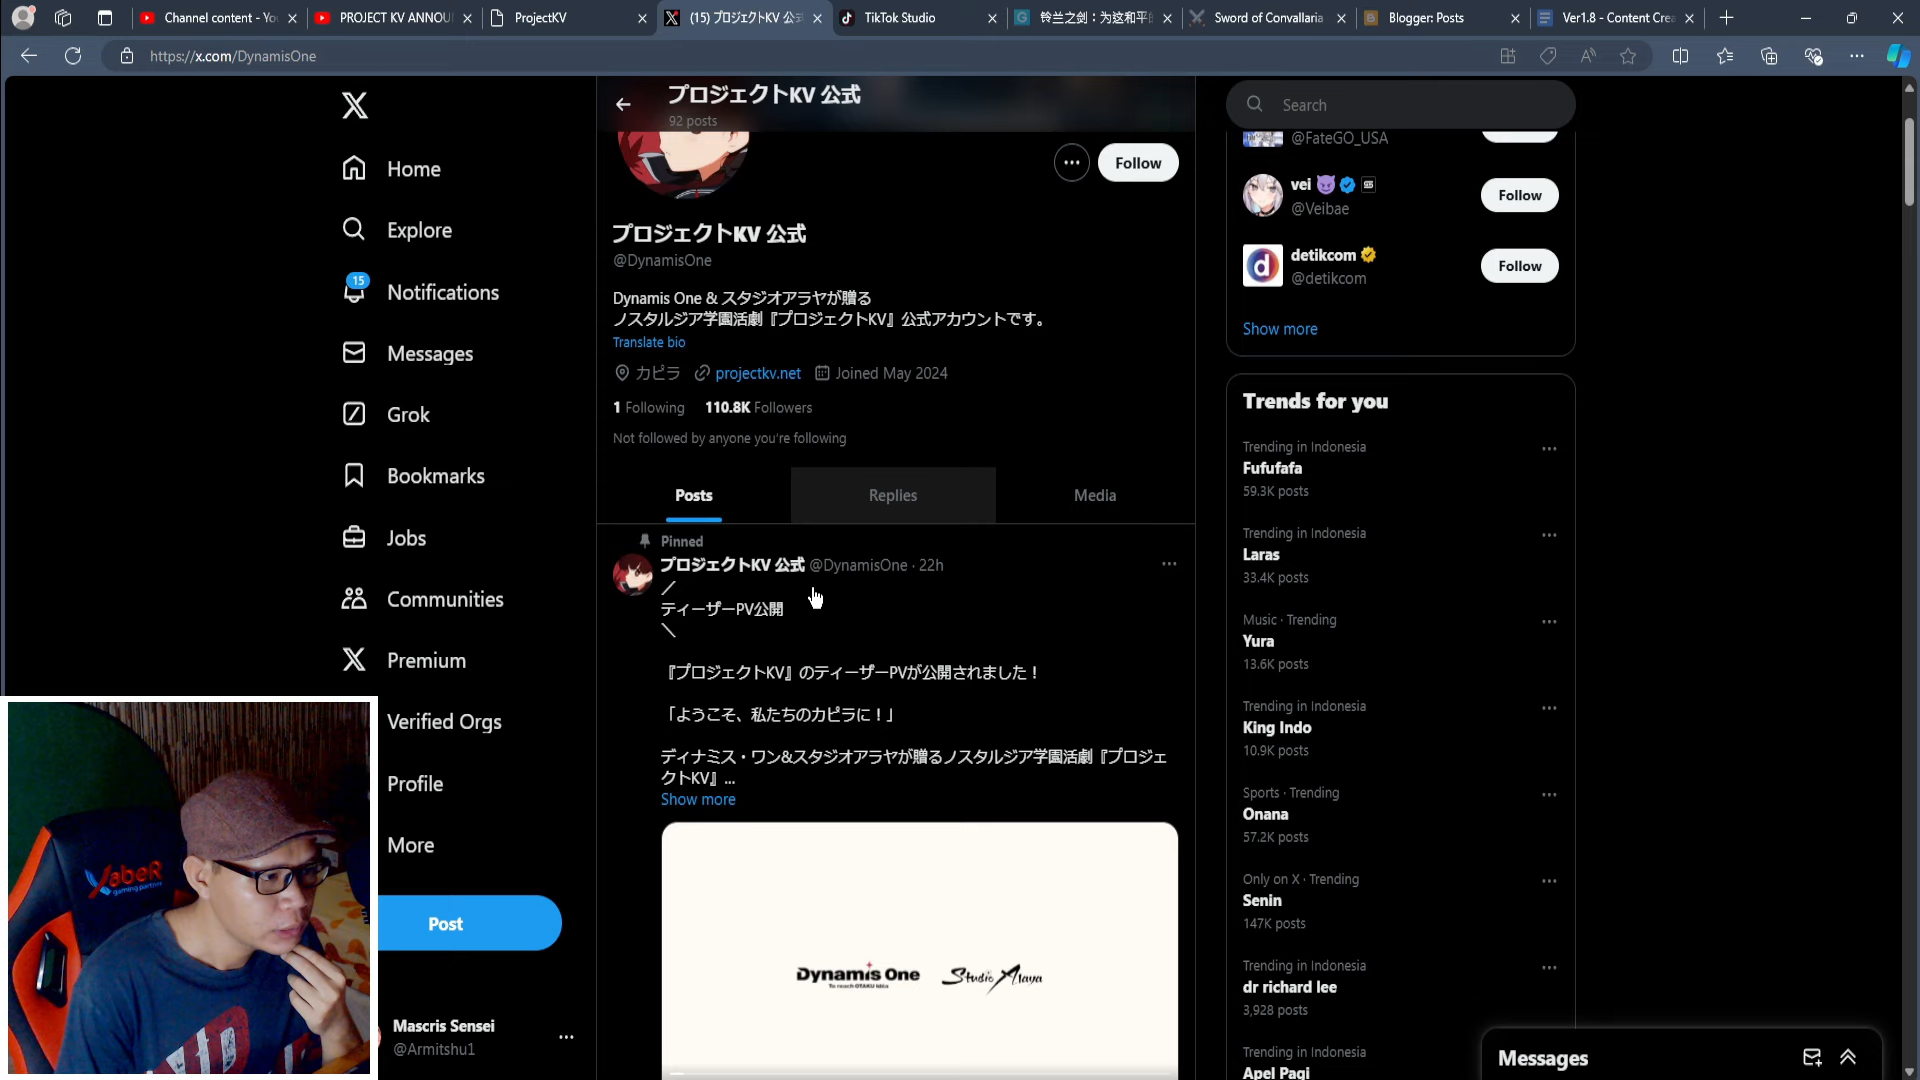 Channel content - Yo
PROJECT KV ANNOU
ProjectKV
(15) プロジェクトKV 公式
TikTok Studio
铃兰之剑：为这和平
Sword of Convallaria
Blogger: Posts
Ver1.8 - Content Crea
https://x.com/DynamisOne
Home
Explore
15
Notifications
Messages
Grok
Bookmarks
Jobs
Communities
Premium
Verified Orgs
Profile
More
Post
Mascris Sensei
@Armitshu1
プロジェクトKV 公式
92 posts
Follow
プロジェクトKV 公式
@DynamisOne
Dynamis One & スタジオアラヤが贈る
ノスタルジア学園活劇『プロジェクトKV』公式アカウントです。
Translate bio
カピラ projectkv.net Joined May 2024
1 Following 110.8K Followers
Not followed by anyone you're following
Posts
Replies
Media
Pinned
プロジェクトKV 公式 @DynamisOne · 22h
／
ティーザーPV公開
＼
『プロジェクトKV』のティーザーPVが公開されました！
「ようこそ、私たちのカピラに！」
ディナミス・ワン&スタジオアラヤが贈るノスタルジア学園活劇『プロジェ
クトKV』...
Show more
Dynamis One
To reach OTAKU Idea
Studio Alaya
Search
@FateGO_USA
vei
@Veibae
Follow
detikcom
@detikcom
Follow
Show more
Trends for you
Trending in Indonesia
Fufufafa
59.3K posts
Trending in Indonesia
Laras
33.4K posts
Music · Trending
Yura
13.6K posts
Trending in Indonesia
King Indo
10.9K posts
Sports · Trending
Onana
57.2K posts
Only on X · Trending
Senin
147K posts
Trending in Indonesia
dr richard lee
3,928 posts
Trending in Indonesia
Apel Pagi
Messages
XabeR
gaming partner